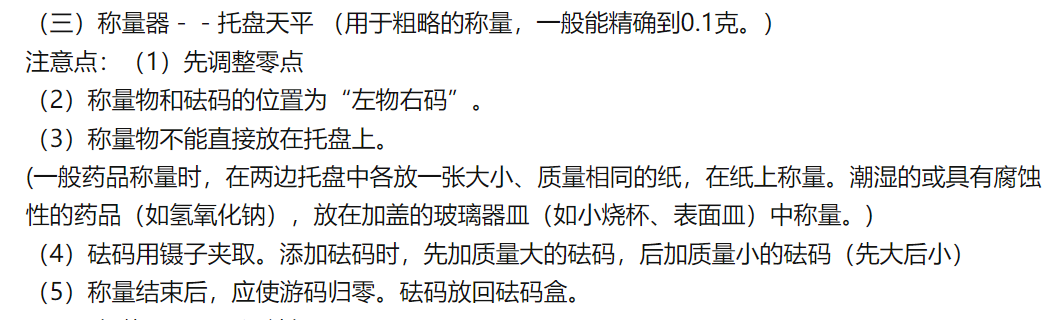 （三）称量器－－托盘天平 （用于粗略的称量，一般能精确到0.1克。）
注意点：（1）先调整零点
（2）称量物和砝码的位置为“左物右码”。
（3）称量物不能直接放在托盘上。
(一般药品称量时，在两边托盘中各放一张大小、质量相同的纸，在纸上称量。潮湿的或具有腐蚀
性的药品（如氢氧化钠），放在加盖的玻璃器皿（如小烧杯、表面皿）中称量。)
（4）砝码用镊子夹取。添加砝码时，先加质量大的砝码，后加质量小的砝码（先大后小）
（5）称量结束后，应使游码归零。砝码放回砝码盒。